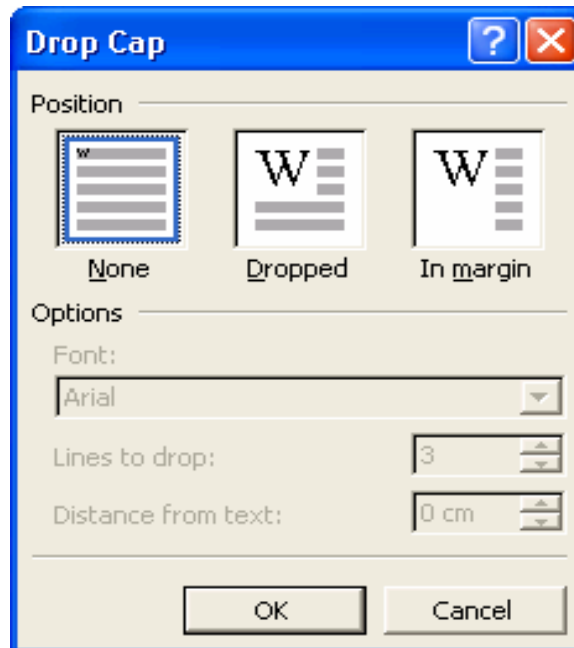 Drop Cap
Position
W W W
None Dropped In margin
Options
Font:
Arial
Lines to drop: 3
Distance from text: 0 cm
OK Cancel